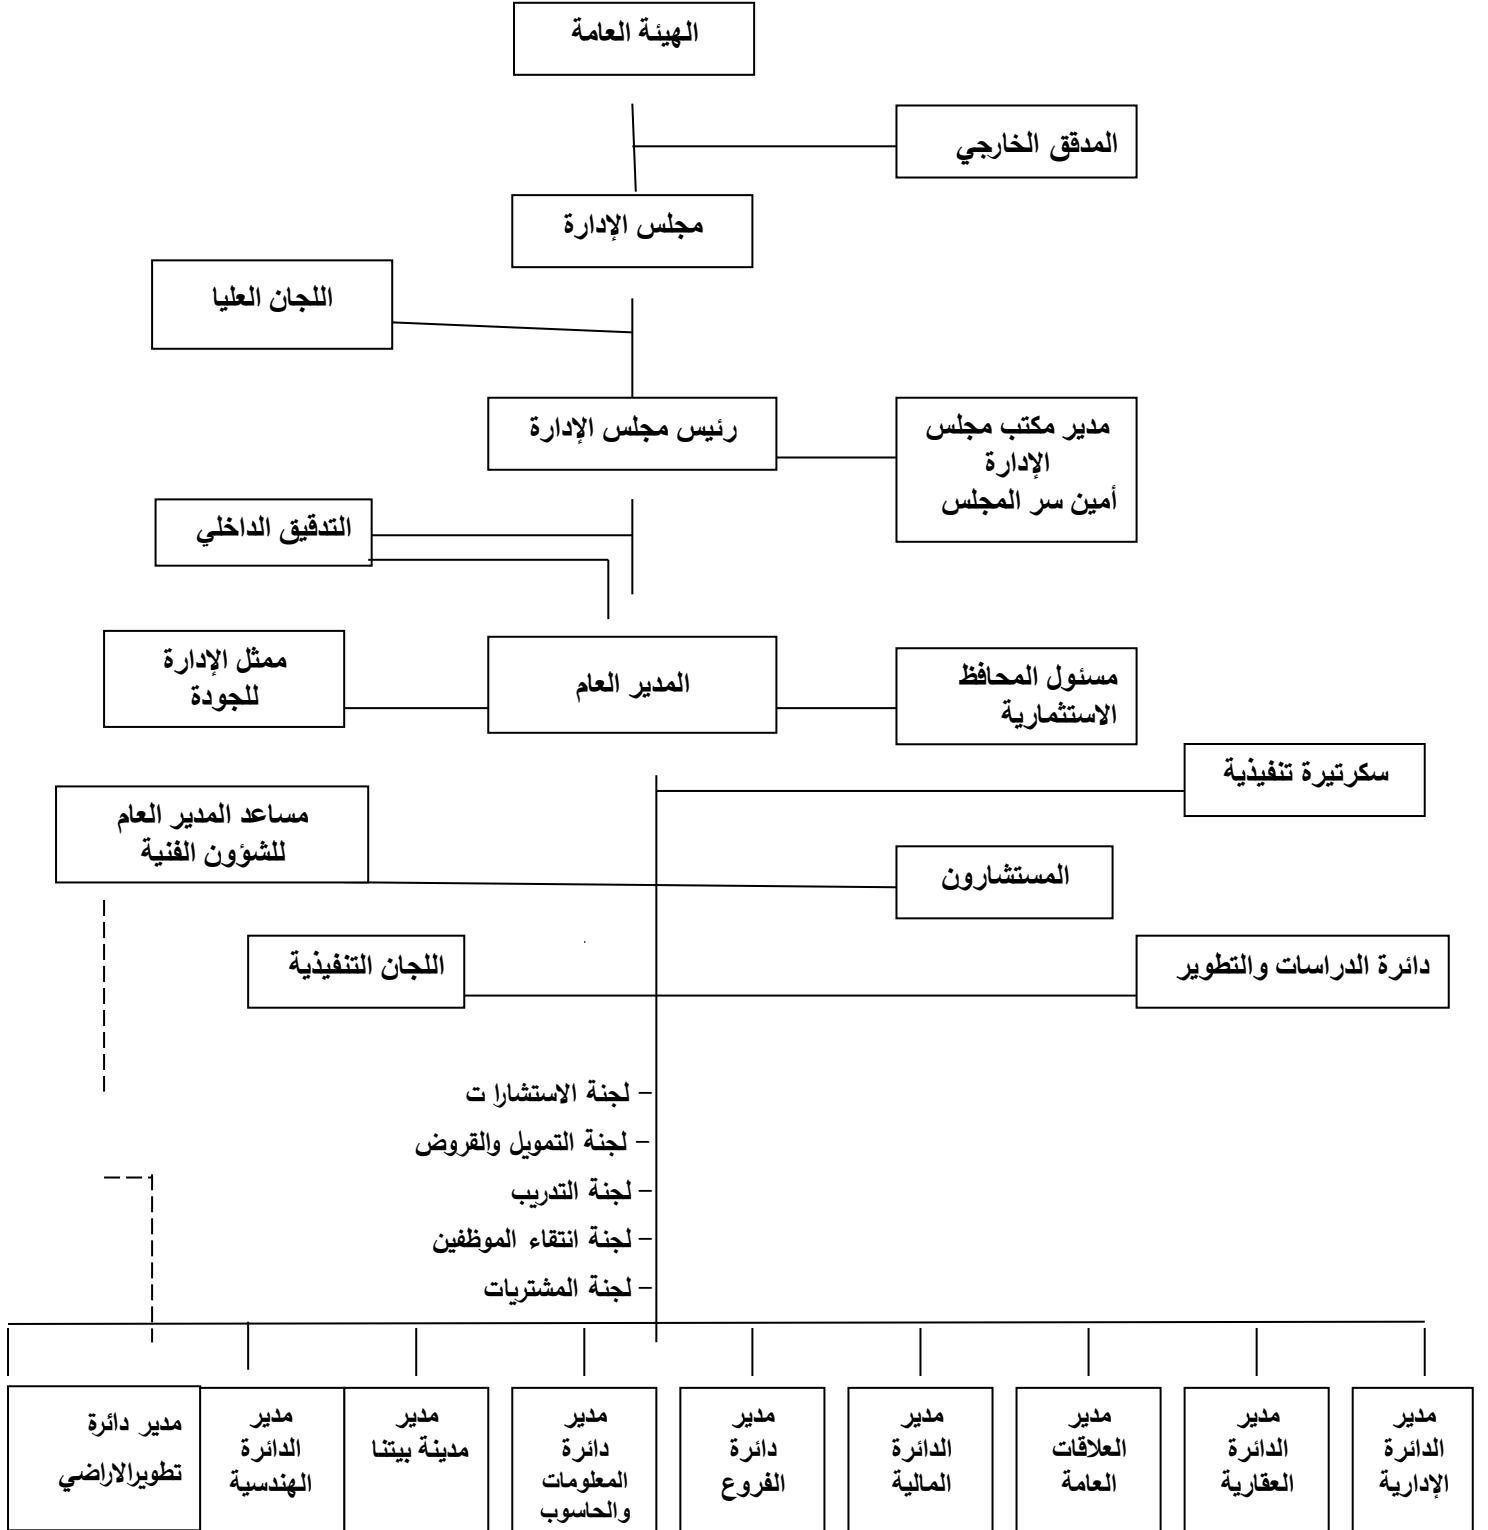 الهيئة العامة
المدقق الخارجي
مجلس الإدارة
اللجان العليا
رئيس مجلس الإدارة
مدير مكتب مجلس
الإدارة
أمين سر المجلس
التدقيق الداخلي
مسئول المحافظ
الاستثمارية
المدير العام
ممثل الإدارة
للجودة
سكرتيرة تنفيذية
مساعد المدير العام
للشؤون الفنية
المستشارون
دائرة الدراسات والتطوير
اللجان التنفيذية
- لجنة الاستشارا ت
- لجنة التمويل والقروض
- لجنة التدريب
- لجنة انتقاء الموظفين
- لجنة المشتريات
مدير
الدائرة
الإدارية
مدير
الدائرة
العقارية
مدير
العلاقات
العامة
مدير
الدائرة
المالية
مدير
دائرة
الفروع
مدير
دائرة
المعلومات
والحاسوب
مدير
مدينة بيتنا
مدير
الدائرة
الهندسية
مدير دائرة
تطويرالاراضي